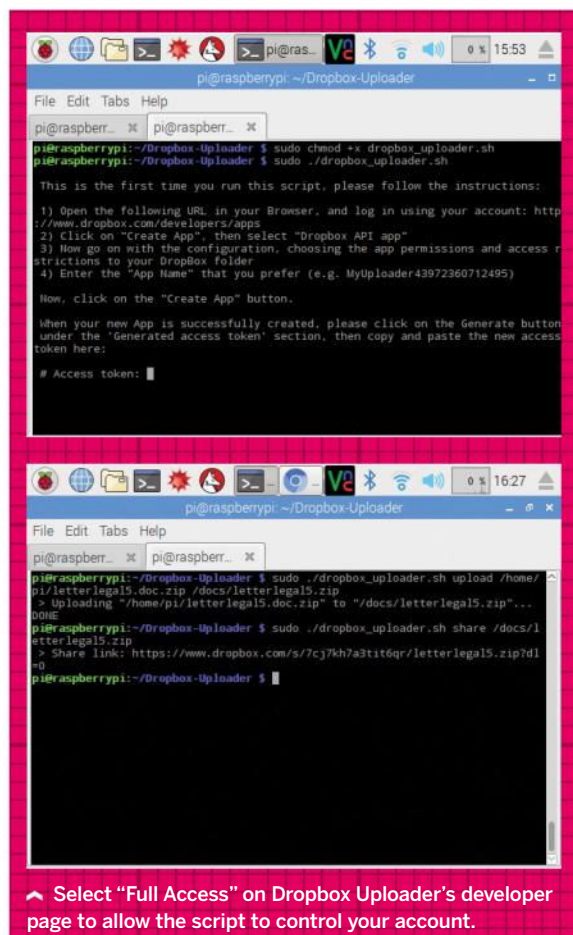 pi@ras...
0 %
15:53
pi@raspberrypi: ~/Dropbox-Uploader
File Edit Tabs Help
pi@raspberr... pi@raspberr...
pi@raspberrypi:~/Dropbox-Uploader $ sudo chmod +x dropbox_uploader.sh
pi@raspberrypi:~/Dropbox-Uploader $ sudo ./dropbox_uploader.sh
This is the first time you run this script, please follow the instructions:
1) Open the following URL in your Browser, and log in using your account: http
://www.dropbox.com/developers/apps
2) Click on "Create App", then select "Dropbox API app"
3) Now go on with the configuration, choosing the app permissions and access r
strictions to your DropBox folder
4) Enter the "App Name" that you prefer (e.g. MyUploader43972360712495)
Now, click on the "Create App" button.
When your new App is successfully created, please click on the Generate button
under the 'Generated access token' section, then copy and paste the new access
token here:
# Access token:
0 %
16:27
pi@raspberrypi: ~/Dropbox-Uploader
File Edit Tabs Help
pi@raspberr... pi@raspberr...
pi@raspberrypi:~/Dropbox-Uploader $ sudo ./dropbox_uploader.sh upload /home/
pi/letterlegal5.doc.zip /docs/letterlegal5.zip
> Uploading "/home/pi/letterlegal5.doc.zip" to "/docs/letterlegal5.zip"...
DONE
pi@raspberrypi:~/Dropbox-Uploader $ sudo ./dropbox_uploader.sh share /docs/l
etterlegal5.zip
> Share link: https://www.dropbox.com/s/7cj7kh7a3tit6qr/letterlegal5.zip?dl
=0
pi@raspberrypi:~/Dropbox-Uploader $
Select “Full Access” on Dropbox Uploader’s developer
page to allow the script to control your account.